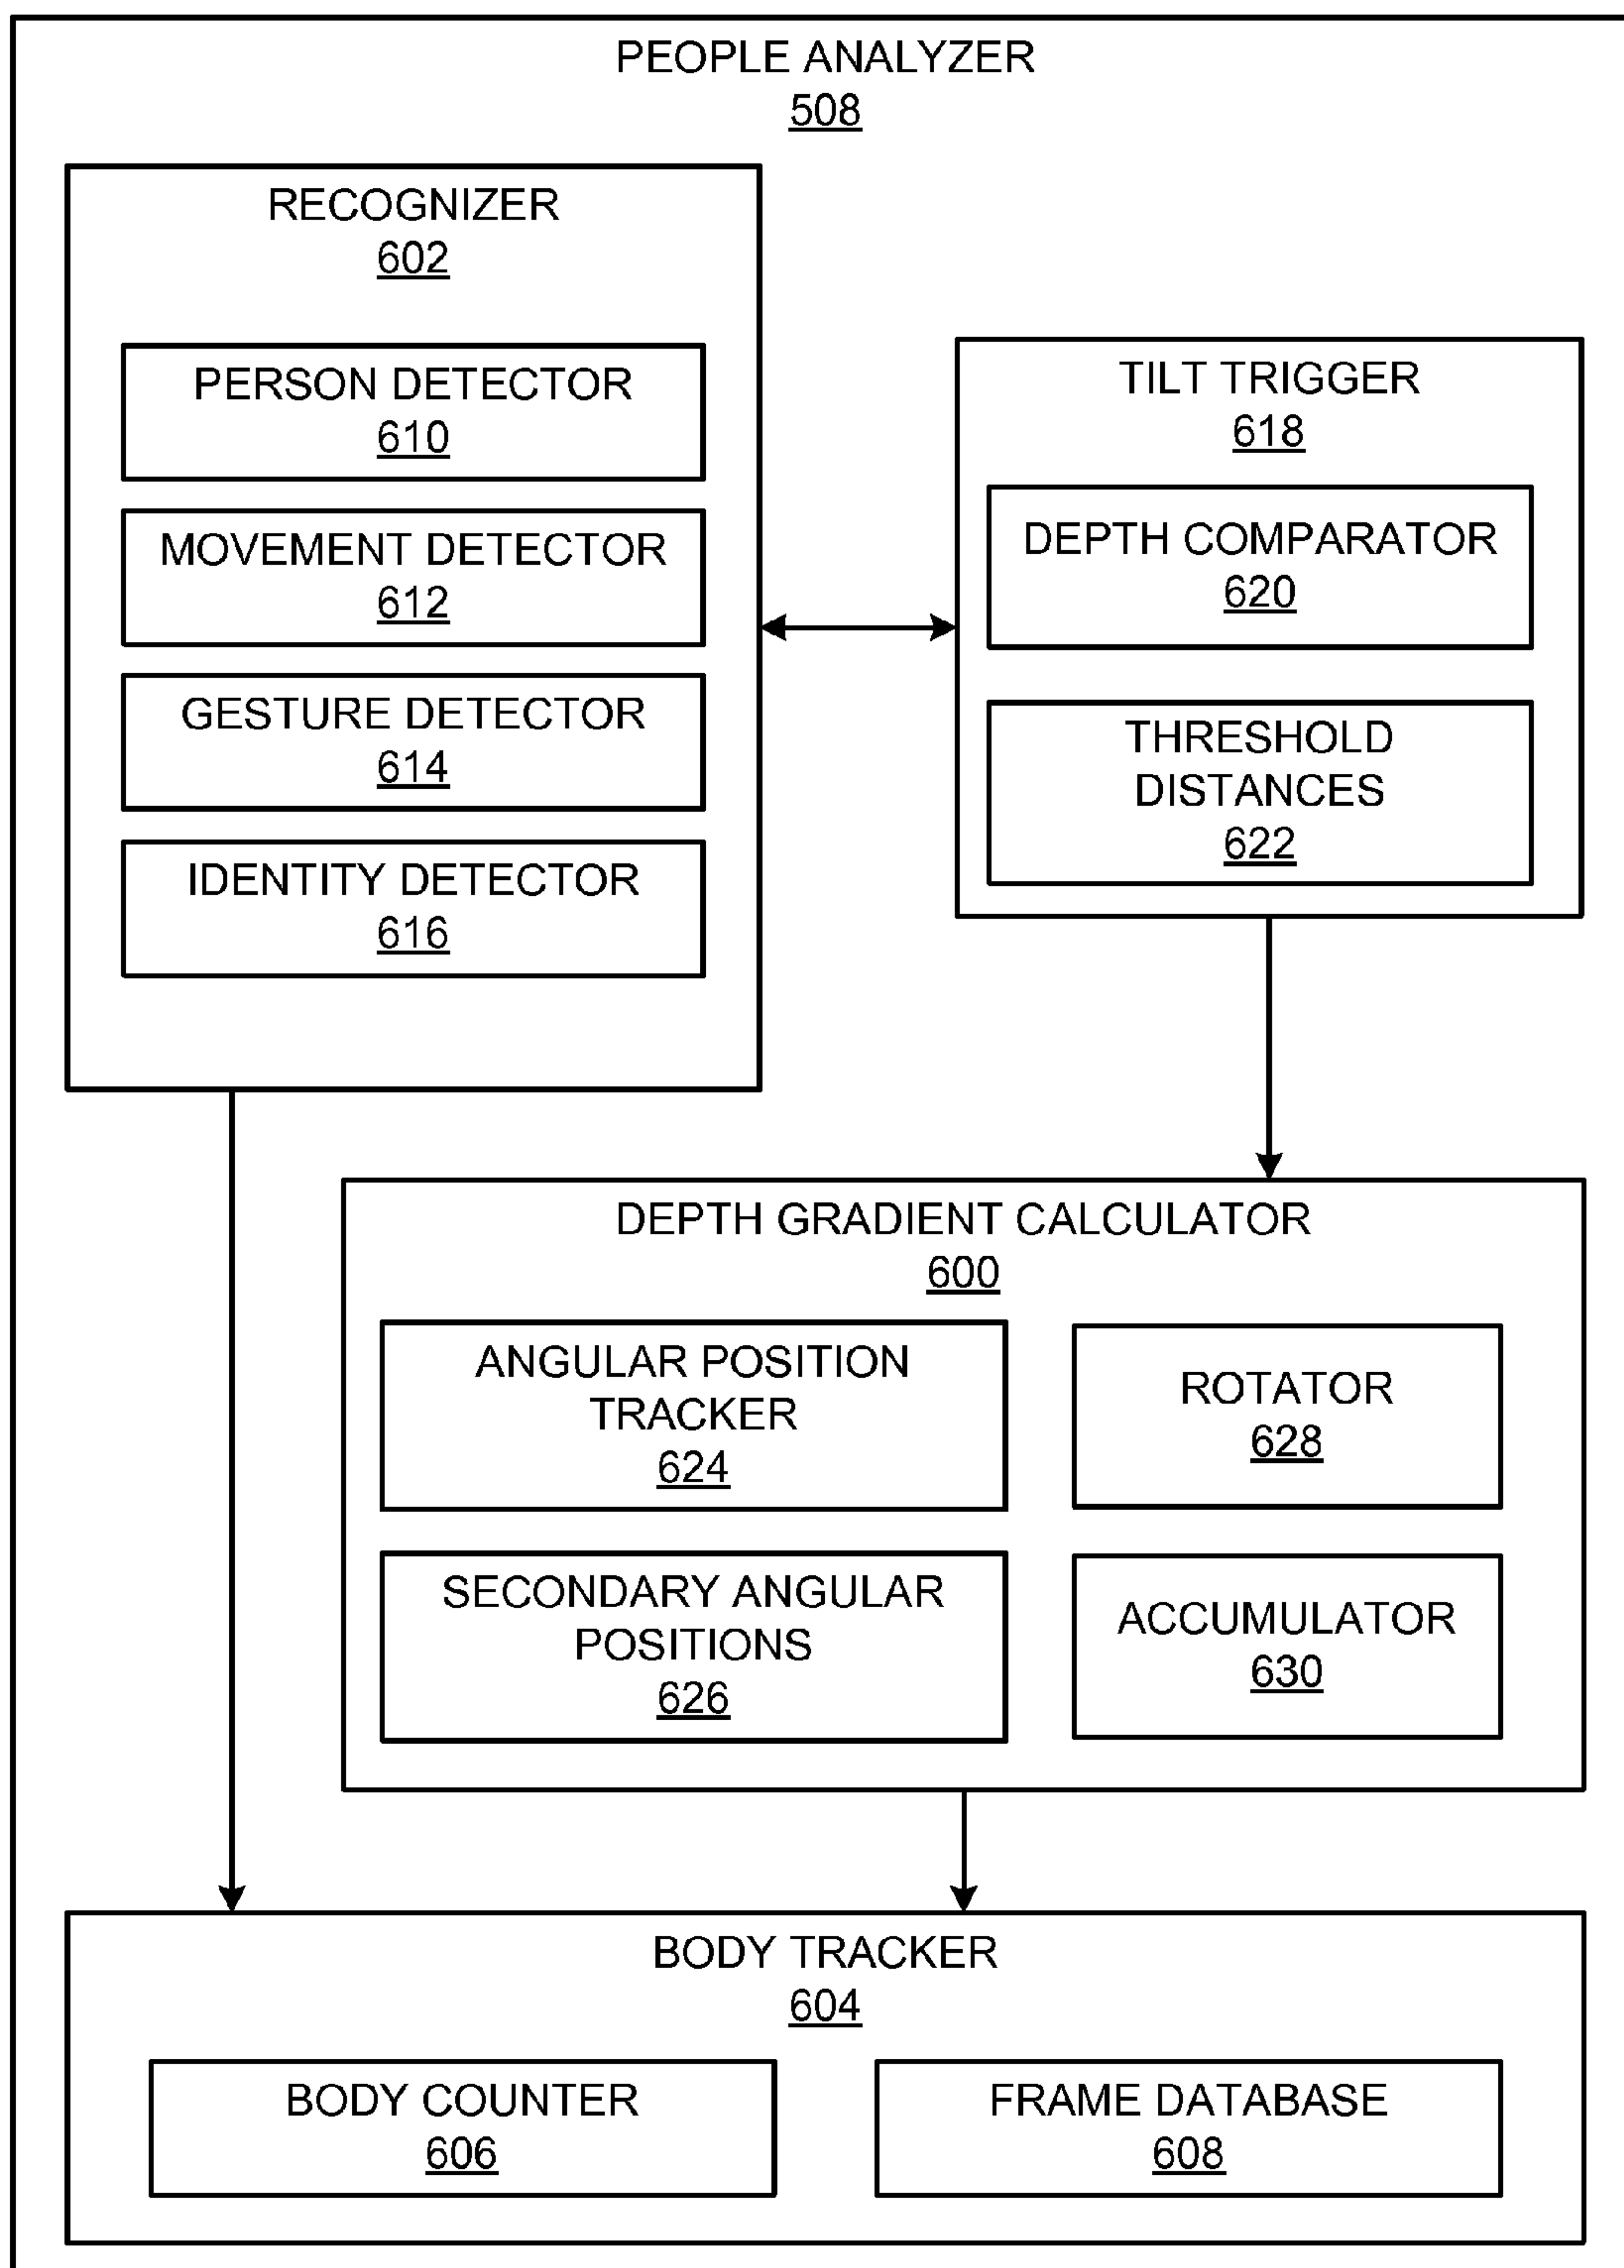 PEOPLE ANALYZER
508
RECOGNIZER
602
PERSON DETECTOR
610
MOVEMENT DETECTOR
612
GESTURE DETECTOR
614
IDENTITY DETECTOR
616
TILT TRIGGER
618
DEPTH COMPARATOR
620
THRESHOLD
DISTANCES
622
DEPTH GRADIENT CALCULATOR
600
ANGULAR POSITION
TRACKER
624
ROTATOR
628
SECONDARY ANGULAR
POSITIONS
626
ACCUMULATOR
630
BODY TRACKER
604
BODY COUNTER
606
FRAME DATABASE
608